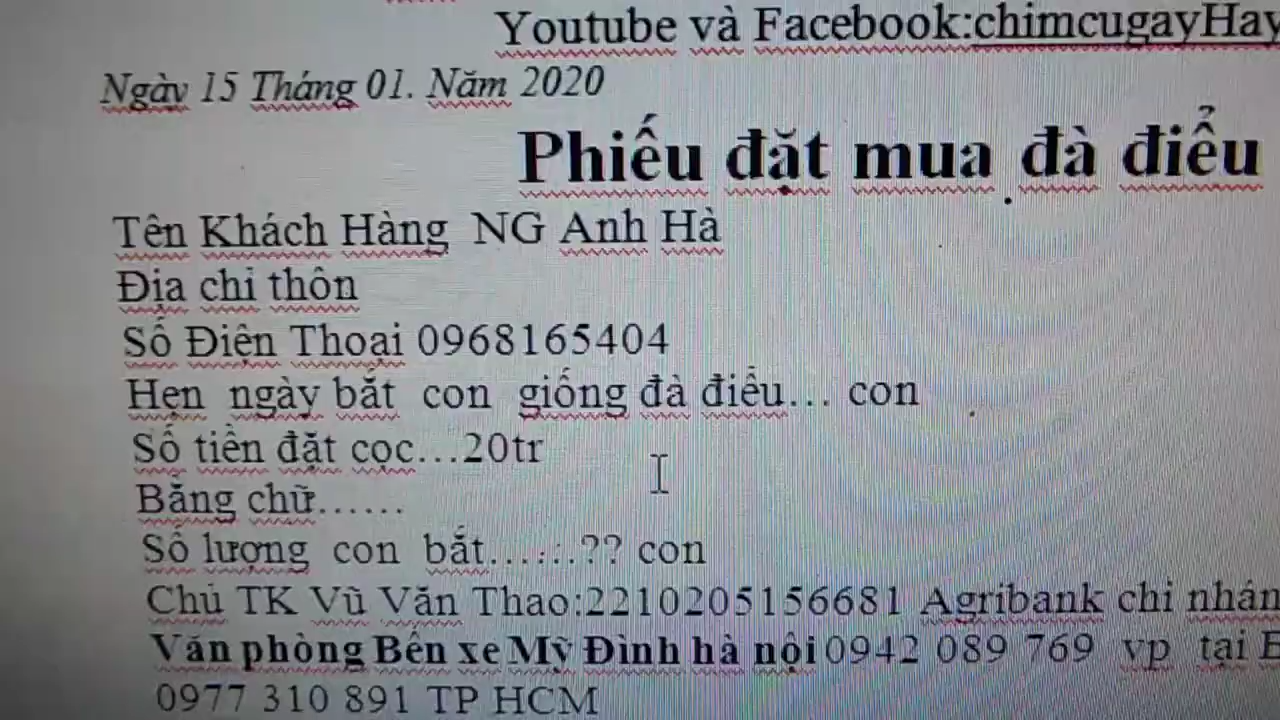 Youtube và Facebook:chimcugayHay
Ngày 15 Tháng 01. Năm 2020
Phiếu đặt mua đà điểu
Tên Khách Hàng NG Anh Hà
Địa chỉ thôn
Số Điện Thoại 0968165404
Hẹn ngày bắt con giống đà điểu... con
Số tiền đặt cọc...20tr
Bằng chữ......
Số lượng con bắt......?? con
Chủ TK Vũ Văn Thao:2210205156681 Agribank chi nhán
Văn phòng Bến xe Mỹ Đình hà nội 0942 089 769 vp tại
0977 310 891 TP HCM